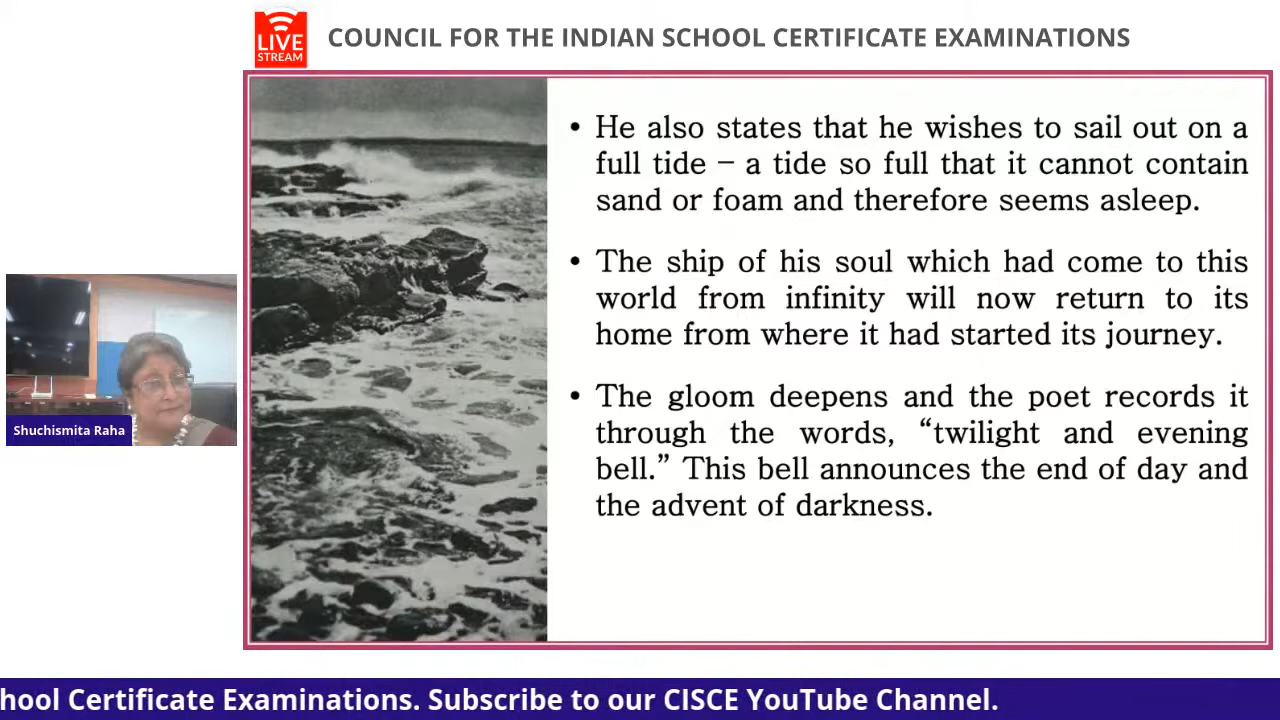 LIVE
STREAM
COUNCIL FOR THE INDIAN SCHOOL CERTIFICATE EXAMINATIONS
• He also states that he wishes to sail out on a
full tide – a tide so full that it cannot contain
sand or foam and therefore seems asleep.
• The ship of his soul which had come to this
world from infinity will now return to its
home from where it had started its journey.
• The gloom deepens and the poet records it
through the words, “twilight and evening
bell.” This bell announces the end of day and
the advent of darkness.
Shuchismita Raha
hool Certificate Examinations. Subscribe to our CISCE YouTube Channel.